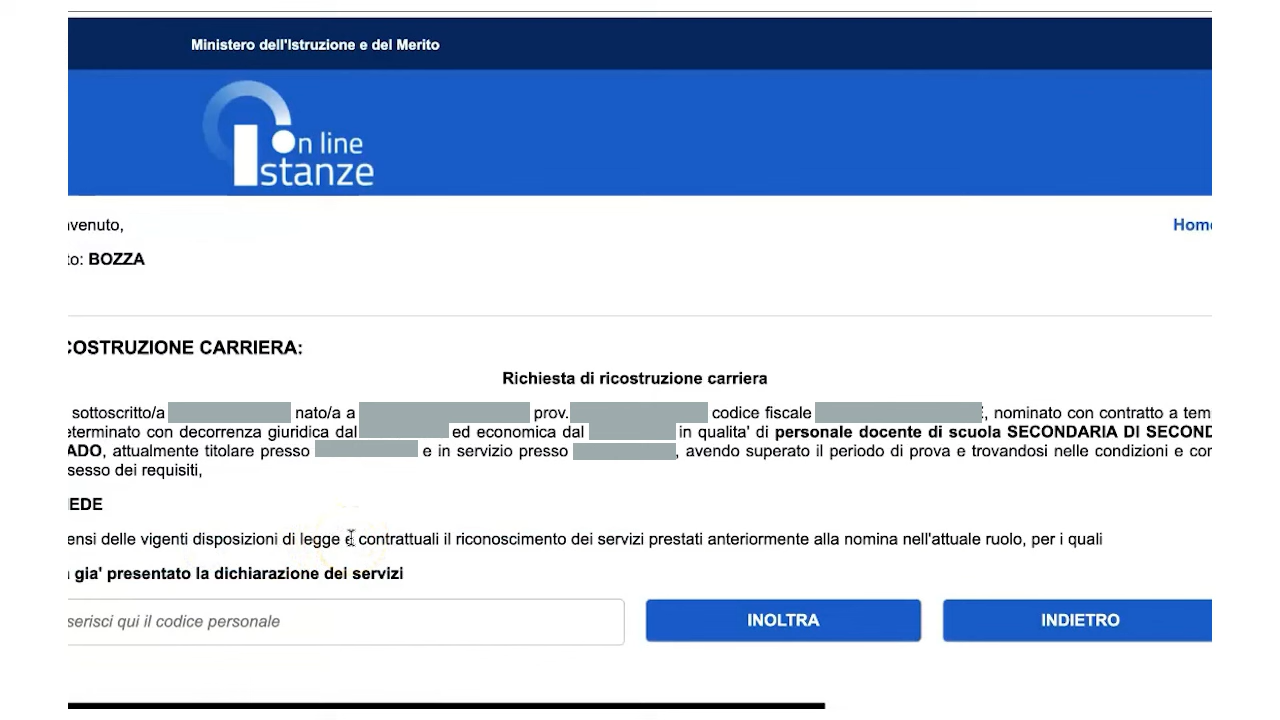 Ministero dell'Istruzione e del Merito
On line
Istanze
nvenuto,
Home
to: BOZZA
COSTRUZIONE CARRIERA:
Richiesta di ricostruzione carriera
sottoscritto/a nato/a a prov. codice fiscale , nominato con contratto a tem
eterminato con decorrenza giuridica dal ed economica dal in qualita' di personale docente di scuola SECONDARIA DI SECOND
ADO, attualmente titolare presso e in servizio presso , avendo superato il periodo di prova e trovandosi nelle condizioni e con
sesso dei requisiti,
IEDE
ensi delle vigenti disposizioni di legge e contrattuali il riconoscimento dei servizi prestati anteriormente alla nomina nell'attuale ruolo, per i quali
gia' presentato la dichiarazione dei servizi
serisci qui il codice personale
INOLTRA
INDIETRO